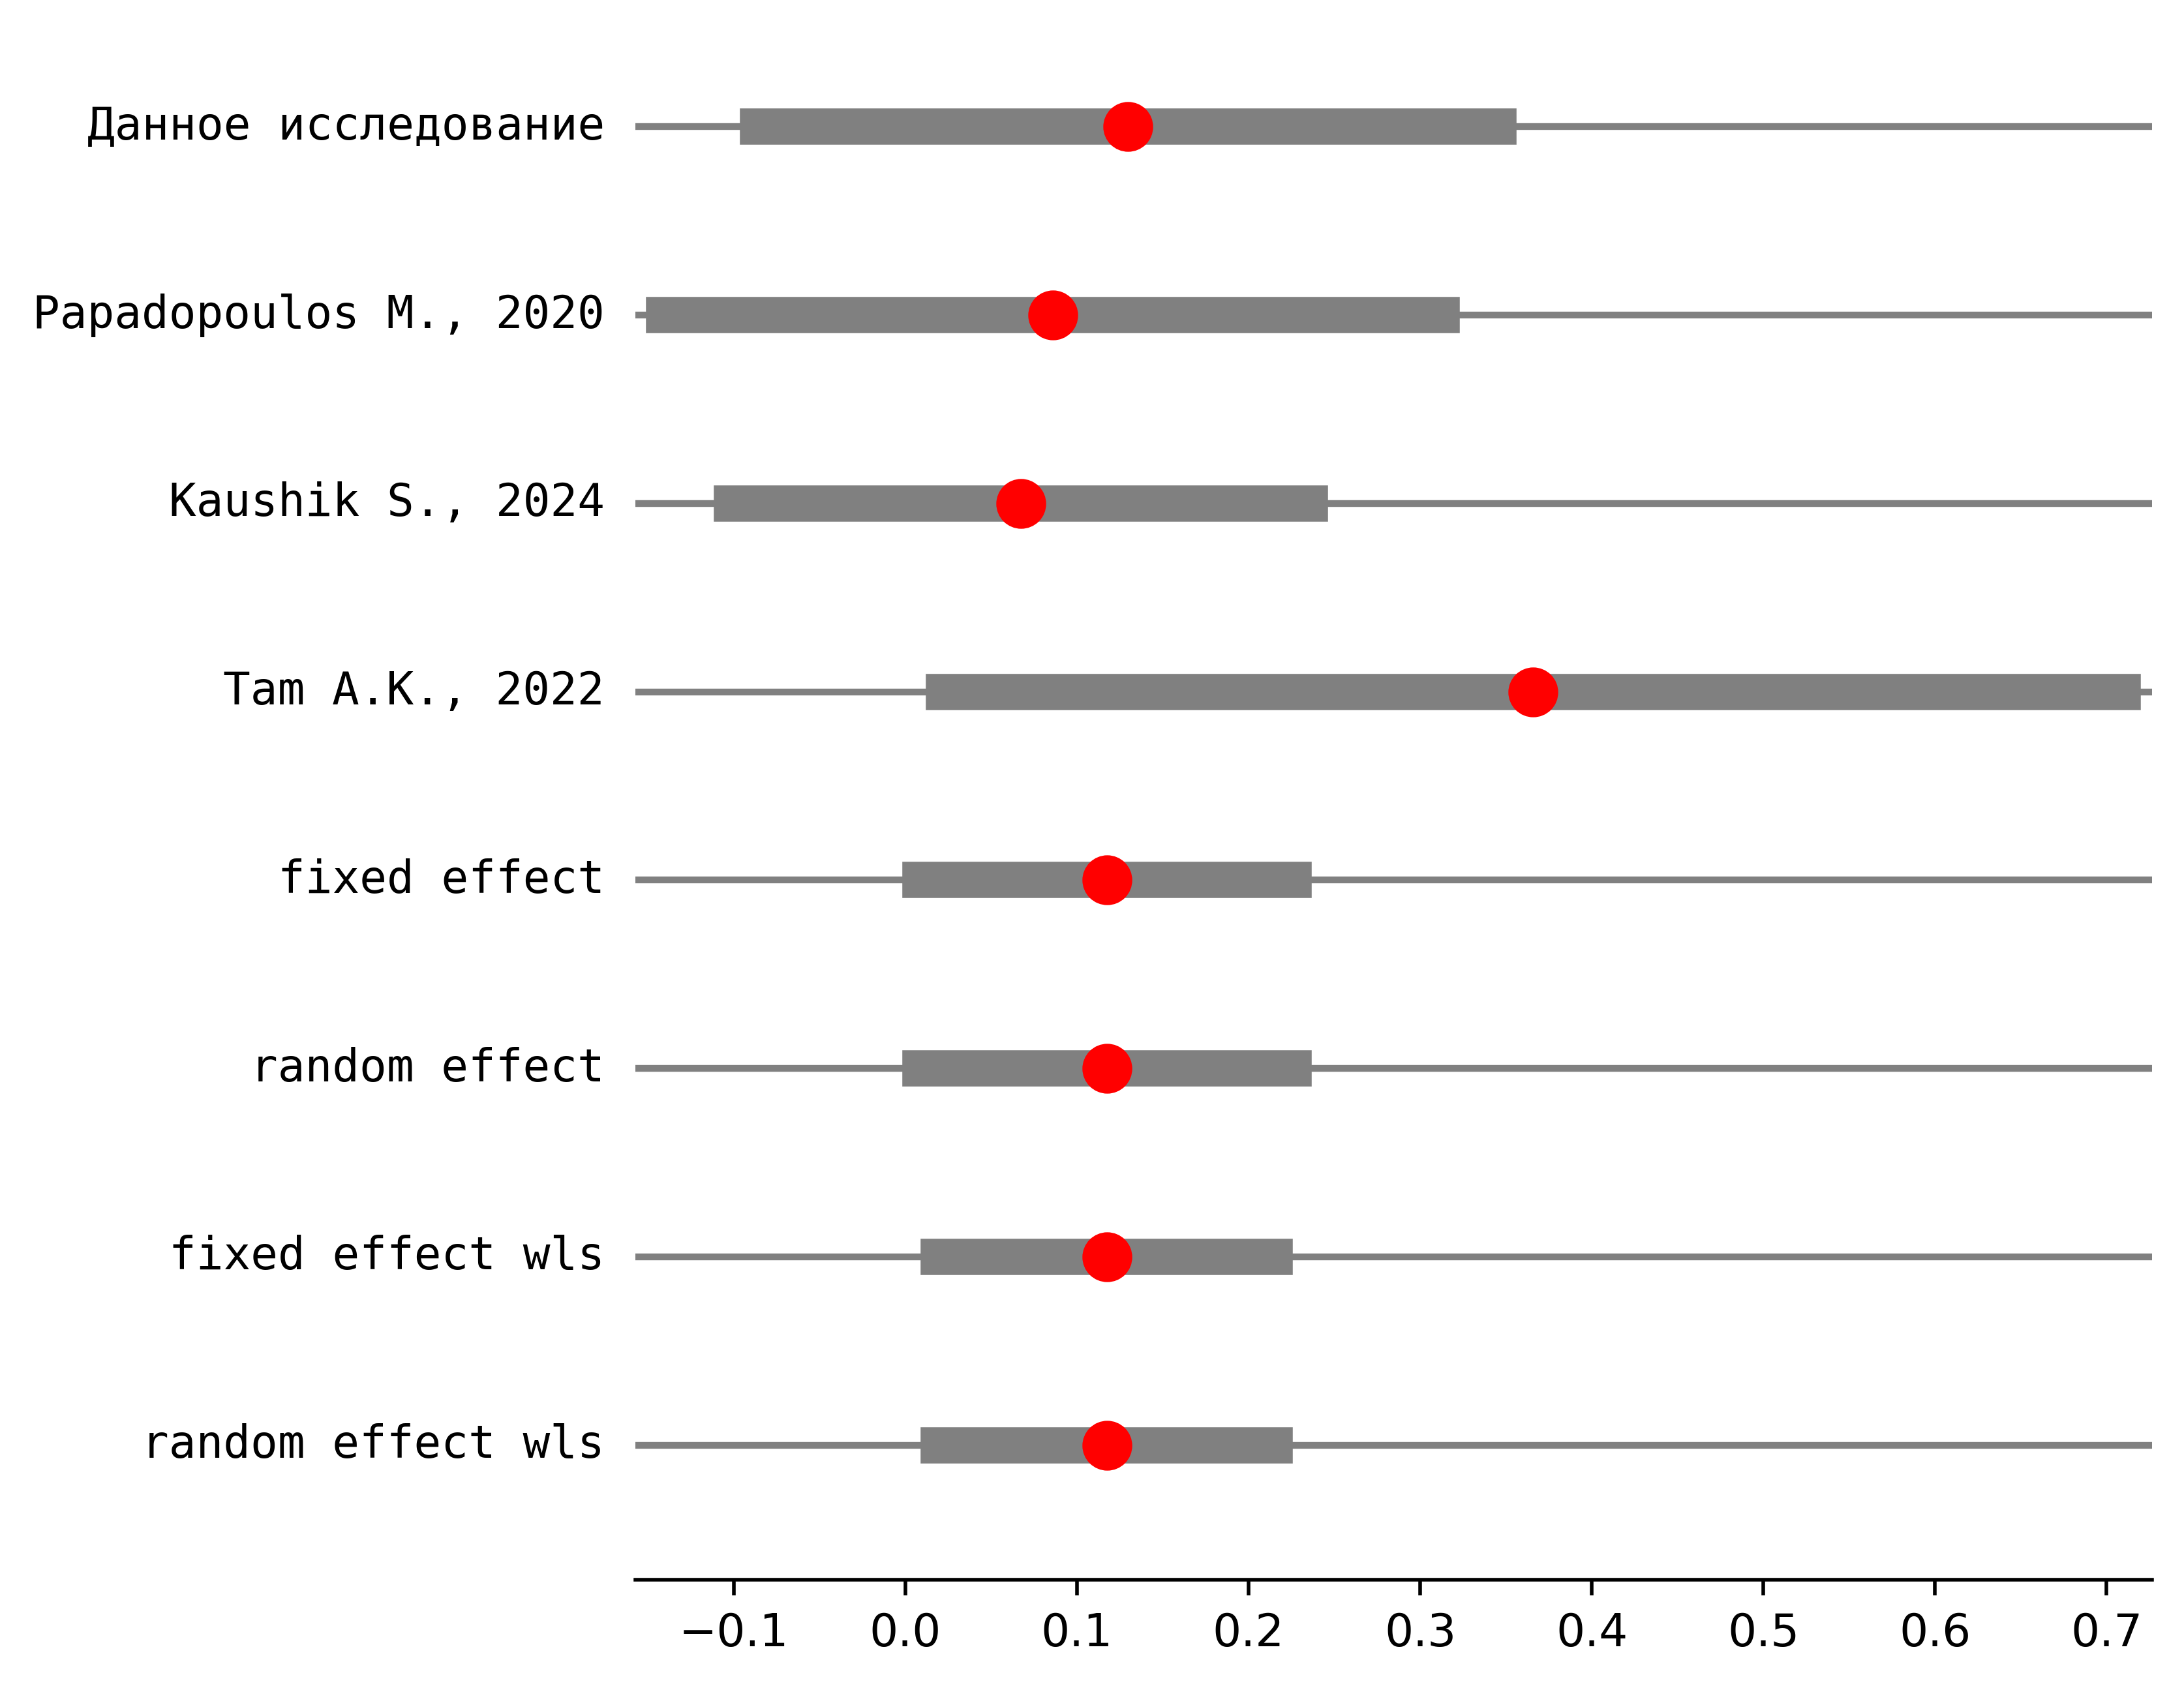 Данное исследование
Papadopoulos M., 2020
Kaushik S., 2024
Tam A.K., 2022
fixed effect
random effect
fixed effect wls
random effect wls
−0.1 0.0 0.1 0.2 0.3 0.4 0.5 0.6 0.7